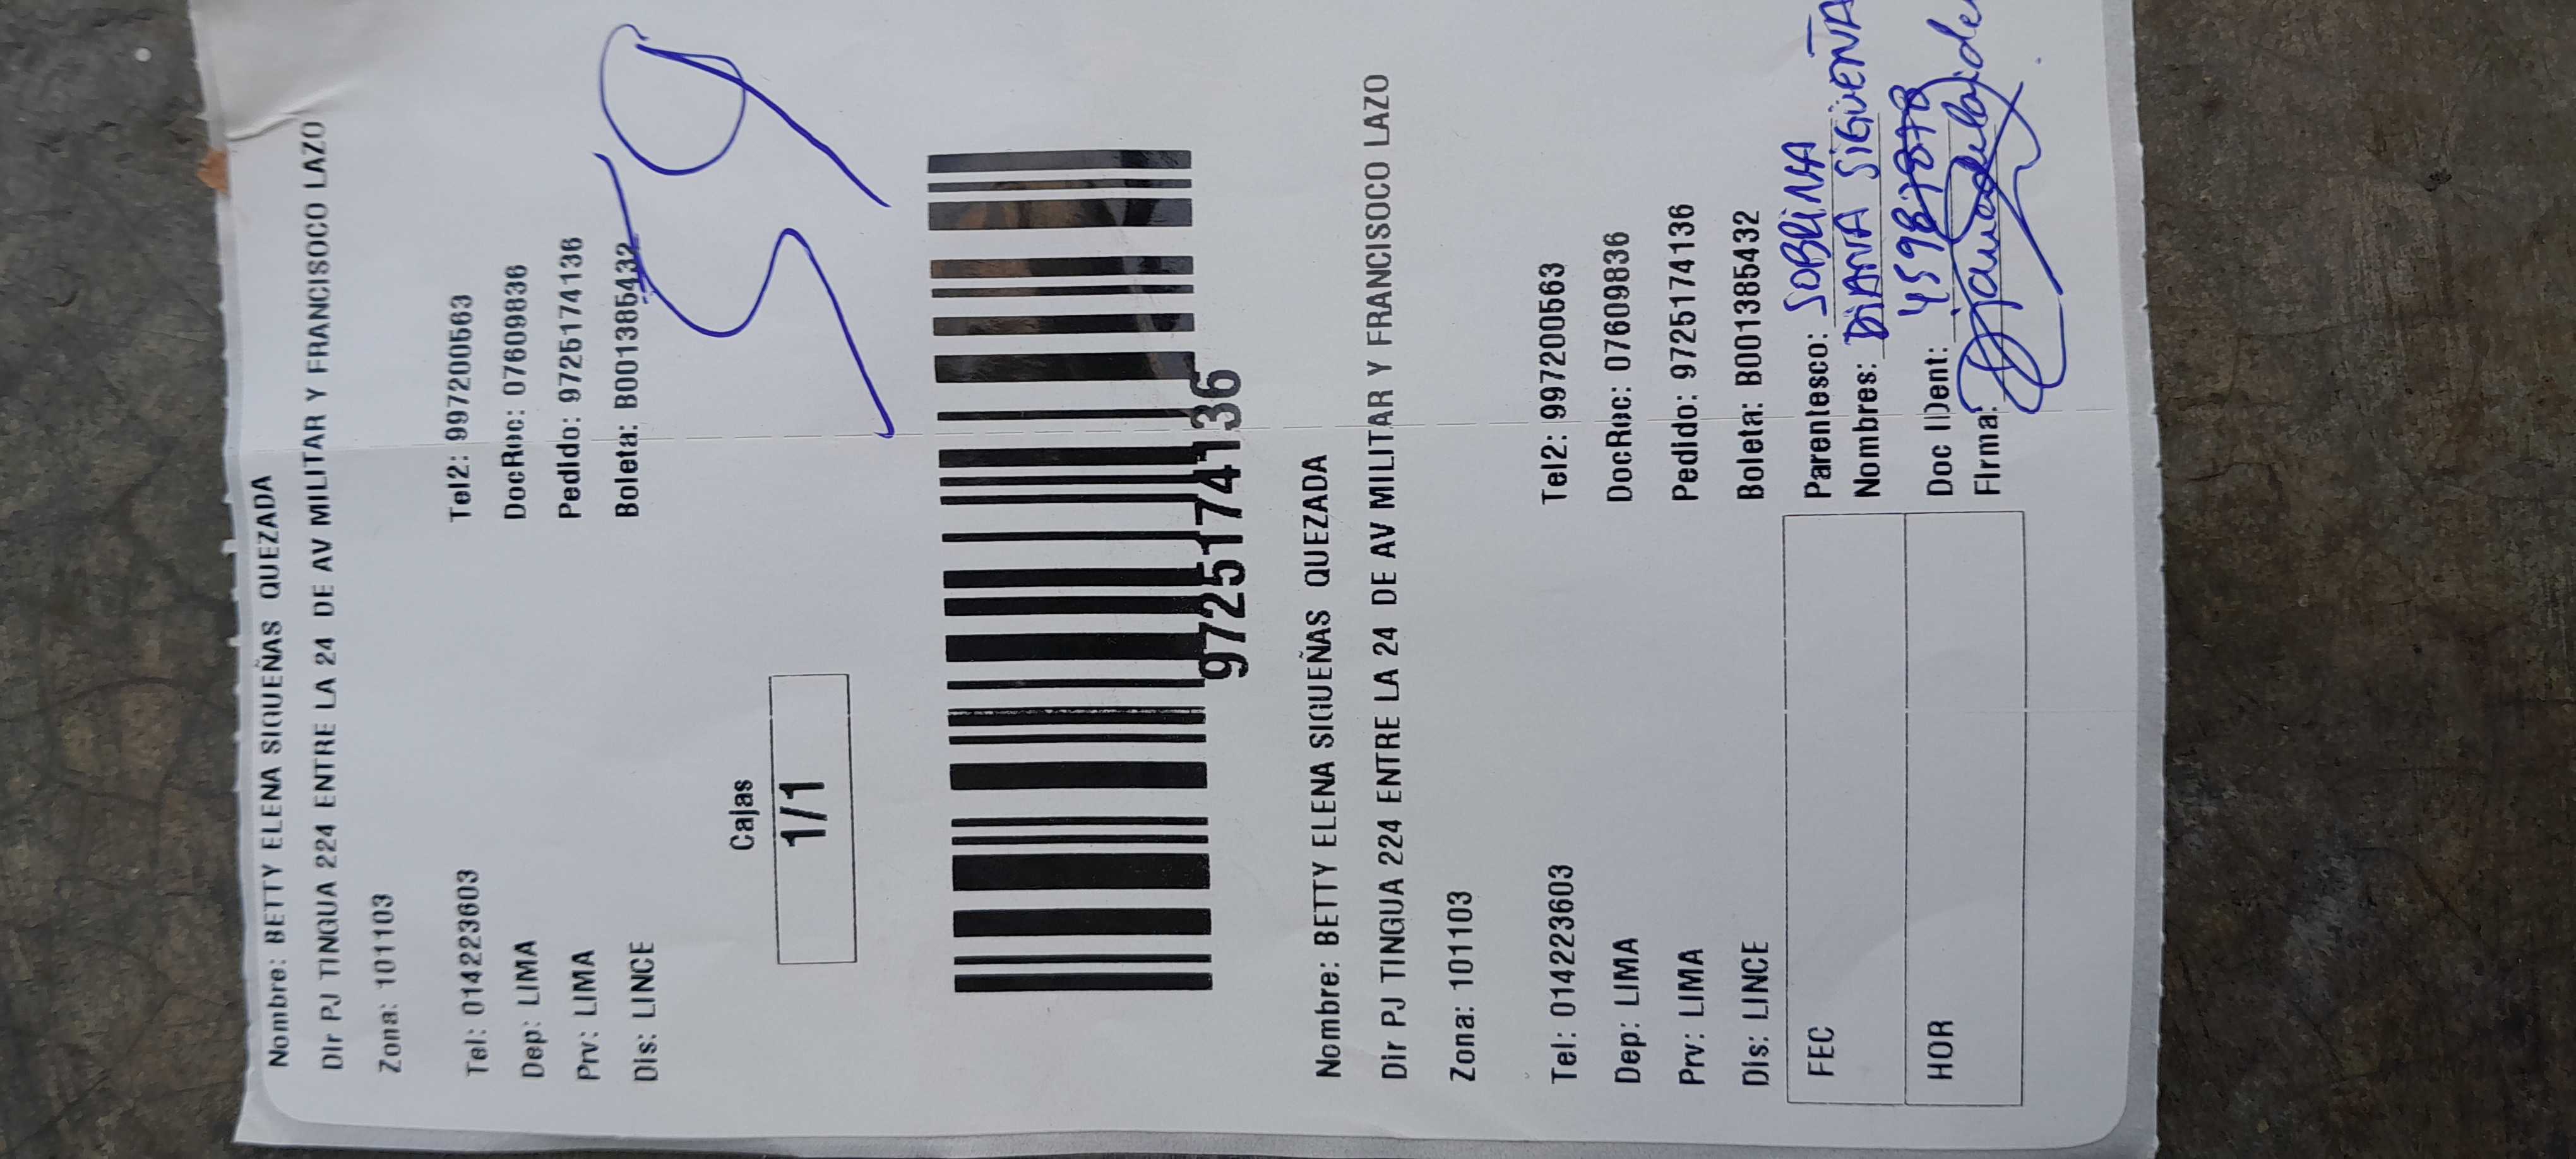 Nombre: BETTY ELENA SIGUEÑAS QUEZADA
Dir PJ TINGUA 224 ENTRE LA 24 DE AV MILITAR Y FRANCISOCO LAZO
Zona: 101103
Tel: 014223603 Tel2: 997200563
Dep: LIMA DocRec: 07609836
Prv: LIMA Pedido: 9725174136
Dis: LINCE Boleta: B001385432
59
Cajas
1/1
9725174136
Nombre: BETTY ELENA SIGUEÑAS QUEZADA
Dir PJ TINGUA 224 ENTRE LA 24 DE AV MILITAR Y FRANCISOCO LAZO
Zona: 101103
Tel: 014223603 Tel2: 997200563
Dep: LIMA DocRec: 07609836
Prv: LIMA Pedido: 9725174136
Dis: LINCE Boleta: B001385432
FEC Parentesco: SOBRINA
Nombres: DIANA SIGÜEÑA
HOR Doc IDent:
Firma: